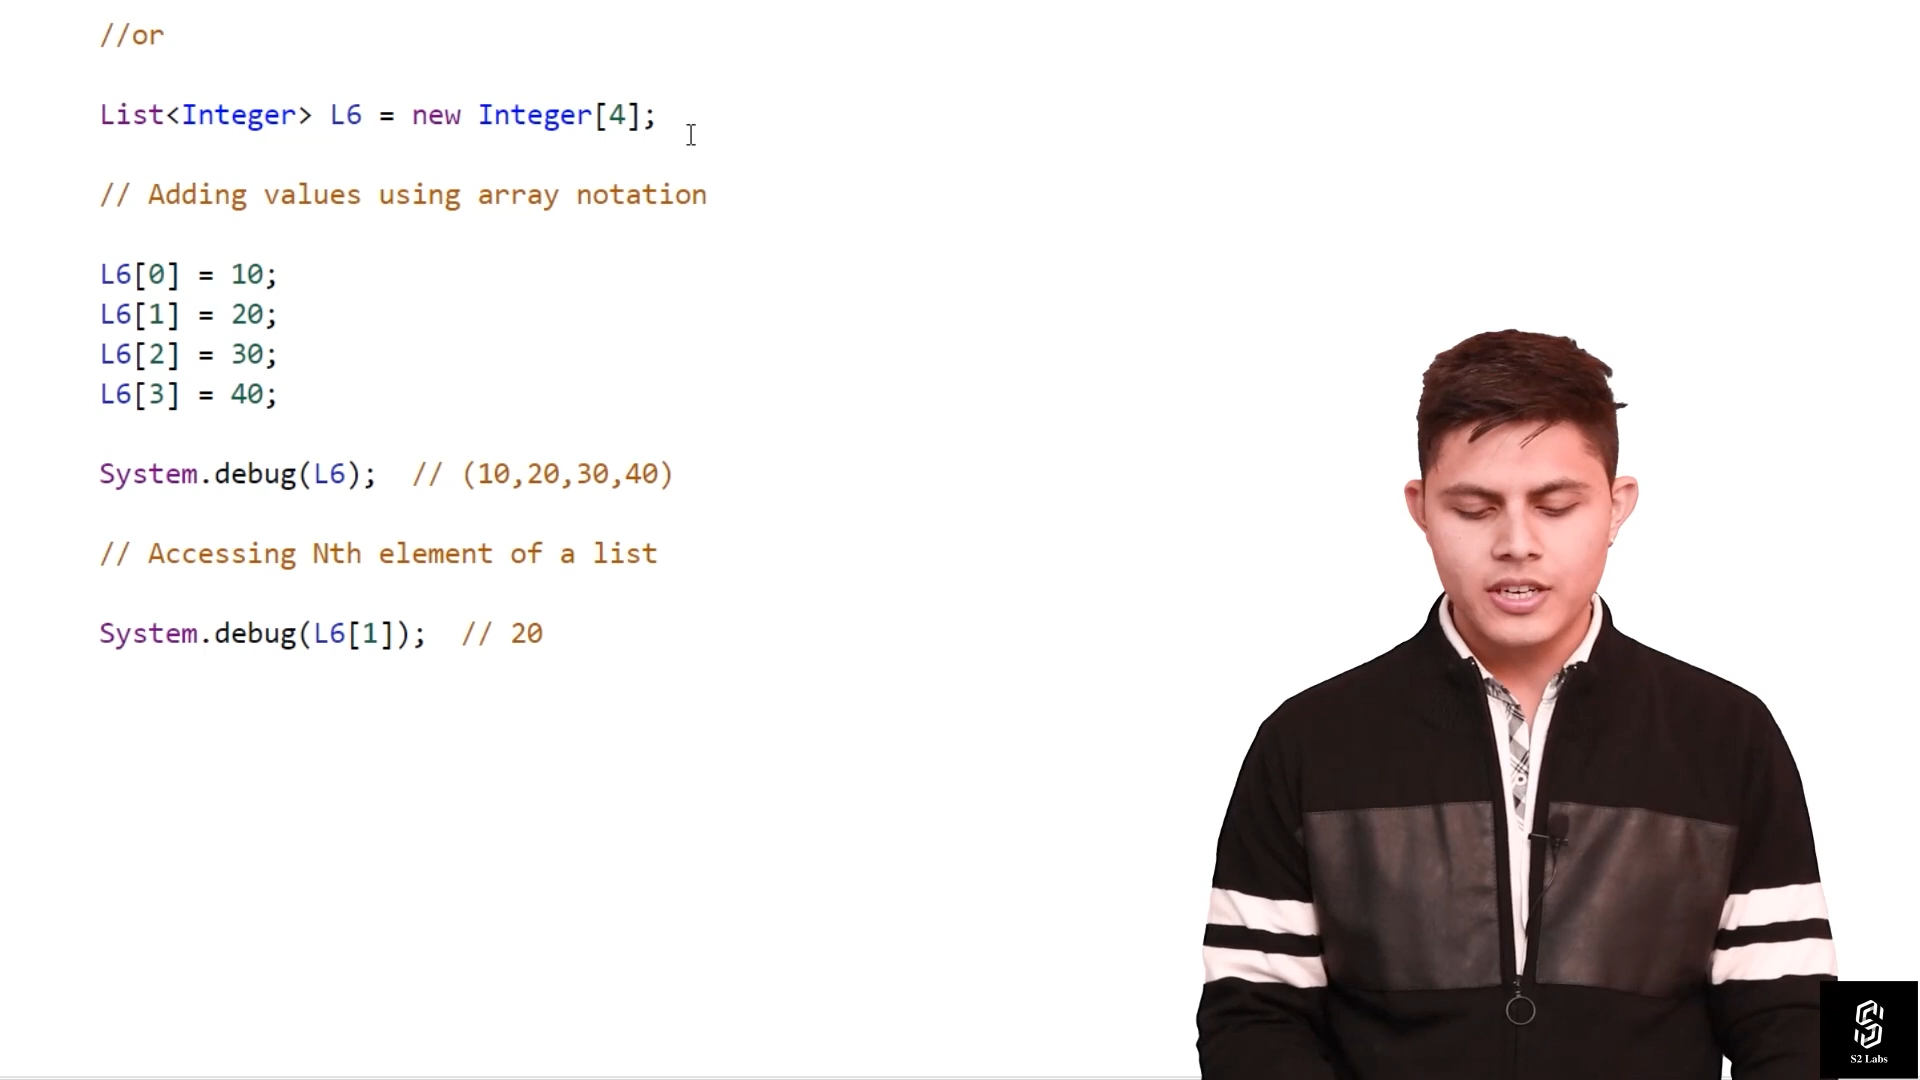 //or
List<Integer> L6 = new Integer[4];
// Adding values using array notation
L6[0] = 10;
L6[1] = 20;
L6[2] = 30;
L6[3] = 40;
System.debug(L6);  // (10,20,30,40)
// Accessing Nth element of a list
System.debug(L6[1]);  // 20
S2 Labs